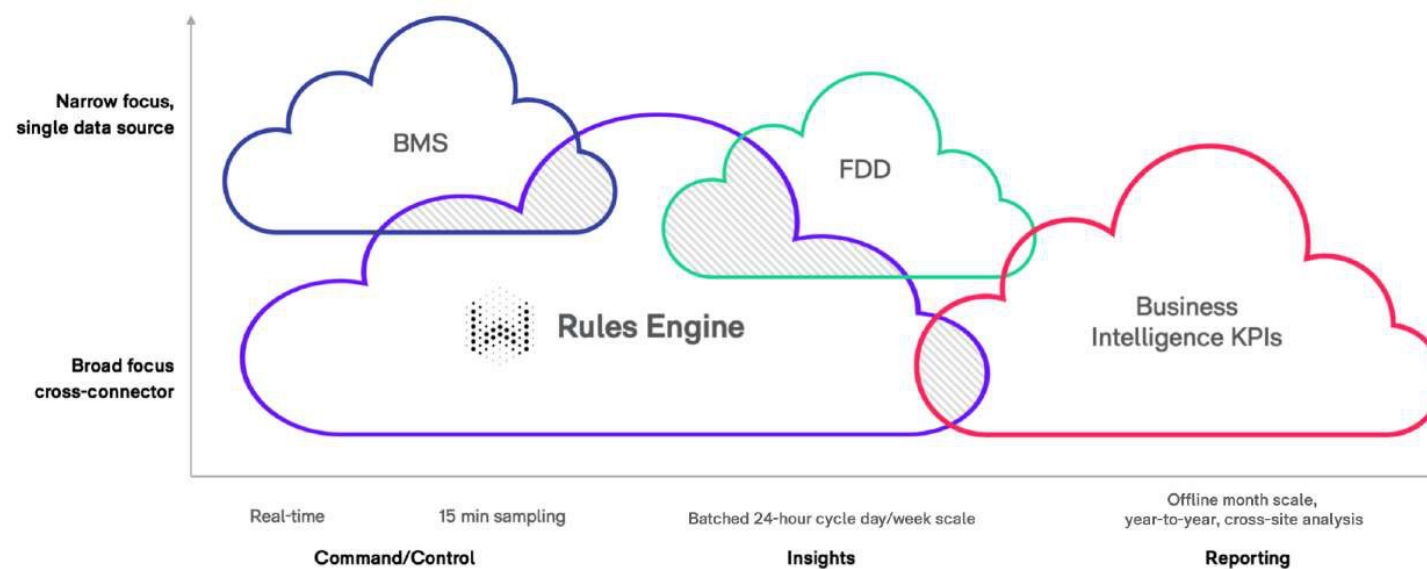 Narrow focus,
single data source
BMS
FDD
Business
Intelligence KPIs
Rules Engine
Broad focus
cross-connector
Real-time
15 min sampling
Batched 24-hour cycle day/week scale
Offline month scale,
year-to-year, cross-site analysis
Command/Control
Insights
Reporting